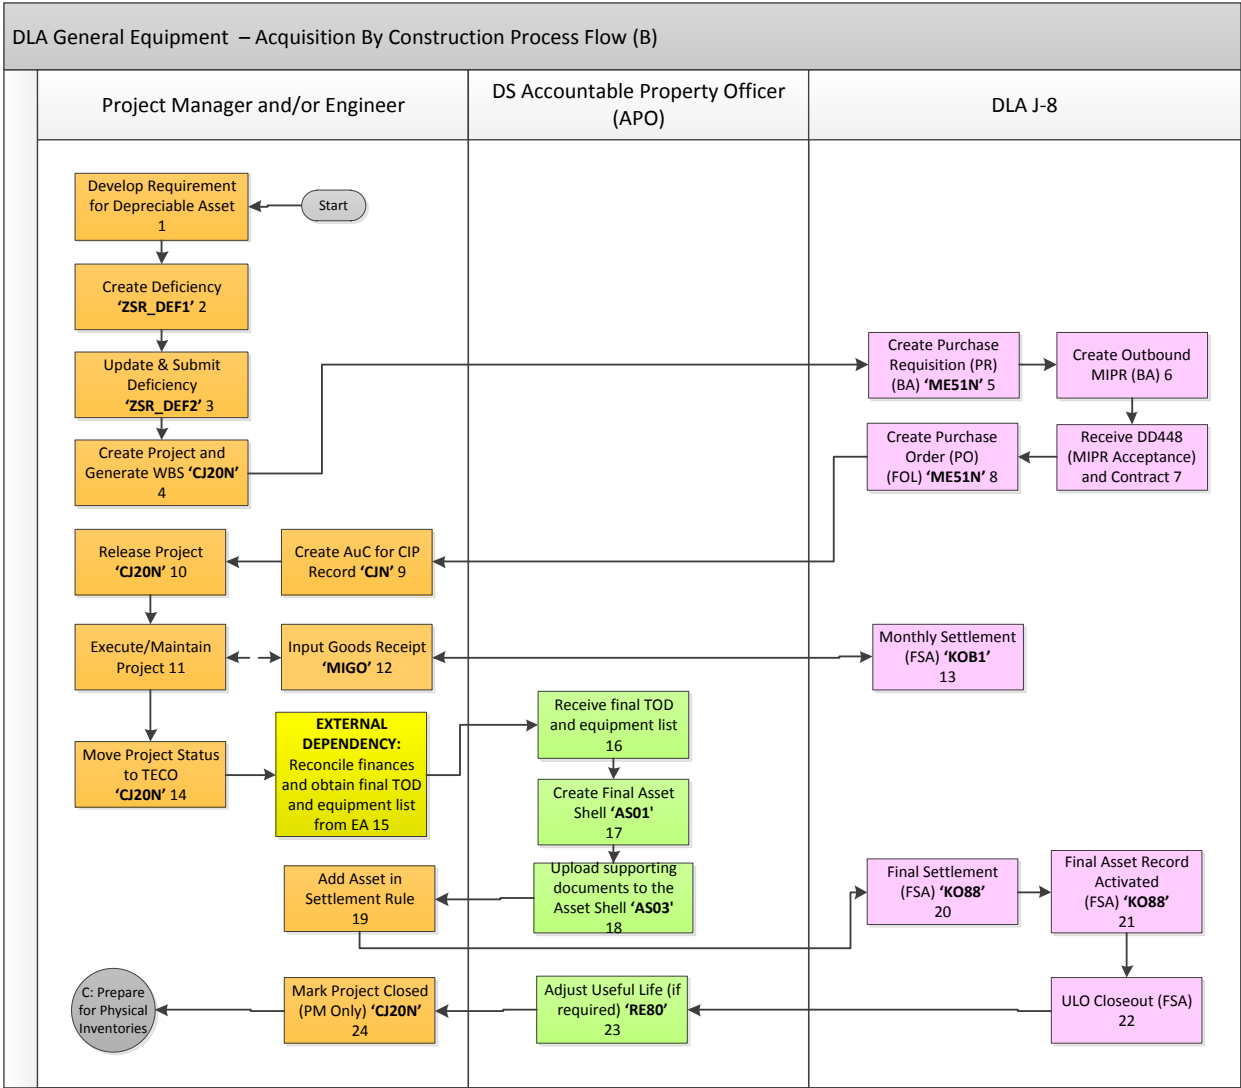 DLA General Equipment – Acquisition By Construction Process Flow (B)
Project Manager and/or Engineer
DS Accountable Property Officer
(APO)
DLA J-8
Start
Develop Requirement
for Depreciable Asset
1
Create Deficiency
‘ZSR_DEF1’ 2
Update & Submit
Deficiency
‘ZSR_DEF2’ 3
Create Project and
Generate WBS ‘CJ20N’
4
Create Purchase
Requisition (PR)
(BA) ‘ME51N’ 5
Create Outbound
MIPR (BA) 6
Receive DD448
(MIPR Acceptance)
and Contract 7
Create Purchase
Order (PO)
(FOL) ‘ME51N’ 8
Create AuC for CIP
Record ‘CJN’ 9
Release Project
‘CJ20N’ 10
Execute/Maintain
Project 11
Input Goods Receipt
‘MIGO’ 12
Monthly Settlement
(FSA) ‘KOB1’
13
Move Project Status
to TECO
‘CJ20N’ 14
EXTERNAL
DEPENDENCY:
Reconcile finances
and obtain final TOD
and equipment list
from EA 15
Receive final TOD
and equipment list
16
Create Final Asset
Shell ‘AS01'
17
Upload supporting
documents to the
Asset Shell ‘AS03'
18
Add Asset in
Settlement Rule
19
Final Settlement
(FSA) ‘KO88’
20
Final Asset Record
Activated
(FSA) ‘KO88’
21
ULO Closeout (FSA)
22
Adjust Useful Life (if
required) ‘RE80’
23
Mark Project Closed
(PM Only) ‘CJ20N’
24
C: Prepare
for Physical
Inventories